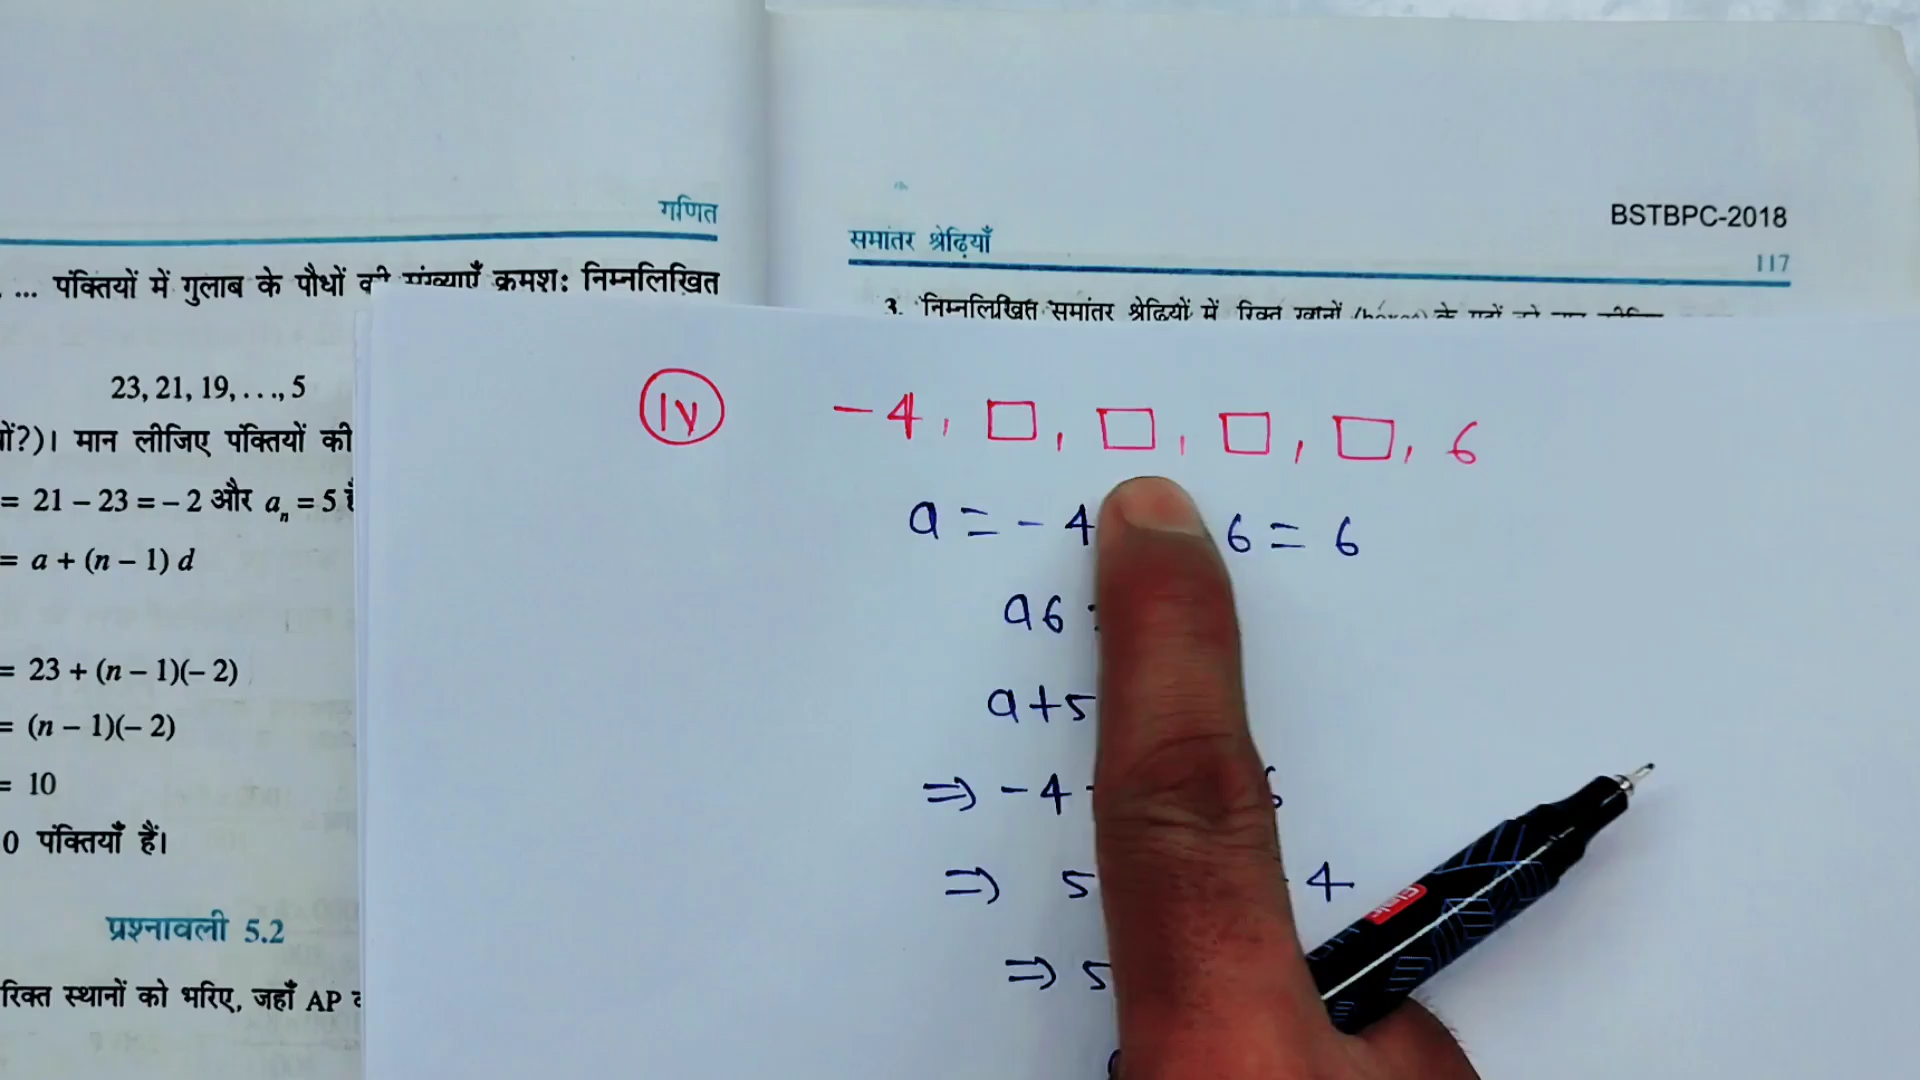 गणित
... पंक्तियों में गुलाब के पौधों की संख्याएँ क्रमशः निम्नलिखित
23, 21, 19, . . ., 5
मान लीजिए पंक्तियों की
= 21 – 23 = – 2 और aₙ = 5
= a + (n – 1) d
= 23 + (n – 1)(– 2)
= (n – 1)(– 2)
= 10
0 पंक्तियाँ हैं।
प्रश्नावली 5.2
रिक्त स्थानों को भरिए, जहाँ AP
BSTBPC-2018
समांतर श्रेढ़ियाँ
117
3. निम्नलिखित समांतर श्रेढ़ियों में रिक्त खानों (boxes) के पदों को
IV - 4, □, □, □, □, 6
a = - 4 6 = 6
a6
a+5
⇒ - 4
⇒ 5 4
⇒ 5